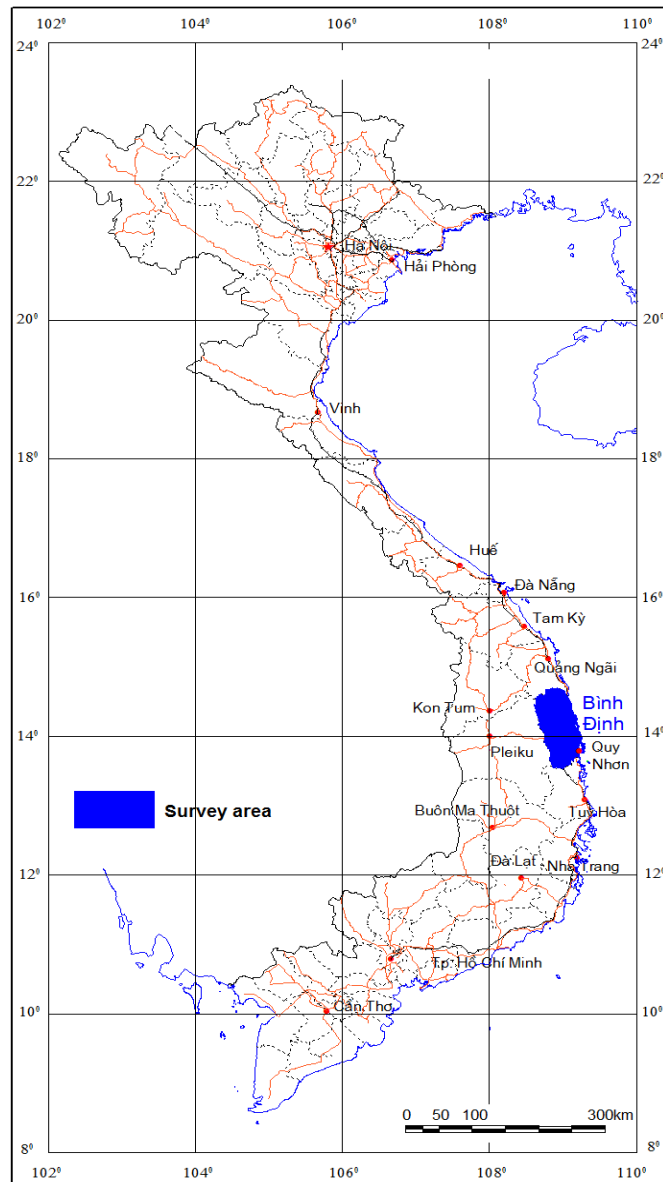 102⁰ 104⁰ 106⁰ 108⁰ 110⁰
24⁰ 24⁰
22⁰ 22⁰
Hà Nội
Hải Phòng
20⁰ 20⁰
Vinh
18⁰ 18⁰
Huế
Đà Nẵng
16⁰ 16⁰
Tam Kỳ
Quảng Ngãi
Kon Tum
Bình
Định
14⁰ 14⁰
Pleiku
Quy
Nhơn
Survey area
Buôn Ma Thuột
Tuy Hòa
Đà Lạt
Nha Trang
12⁰ 12⁰
Tp. Hồ Chí Minh
10⁰ 10⁰
Cần Thơ
0 50 100 300km
8⁰ 8⁰
102⁰ 104⁰ 106⁰ 108⁰ 110⁰